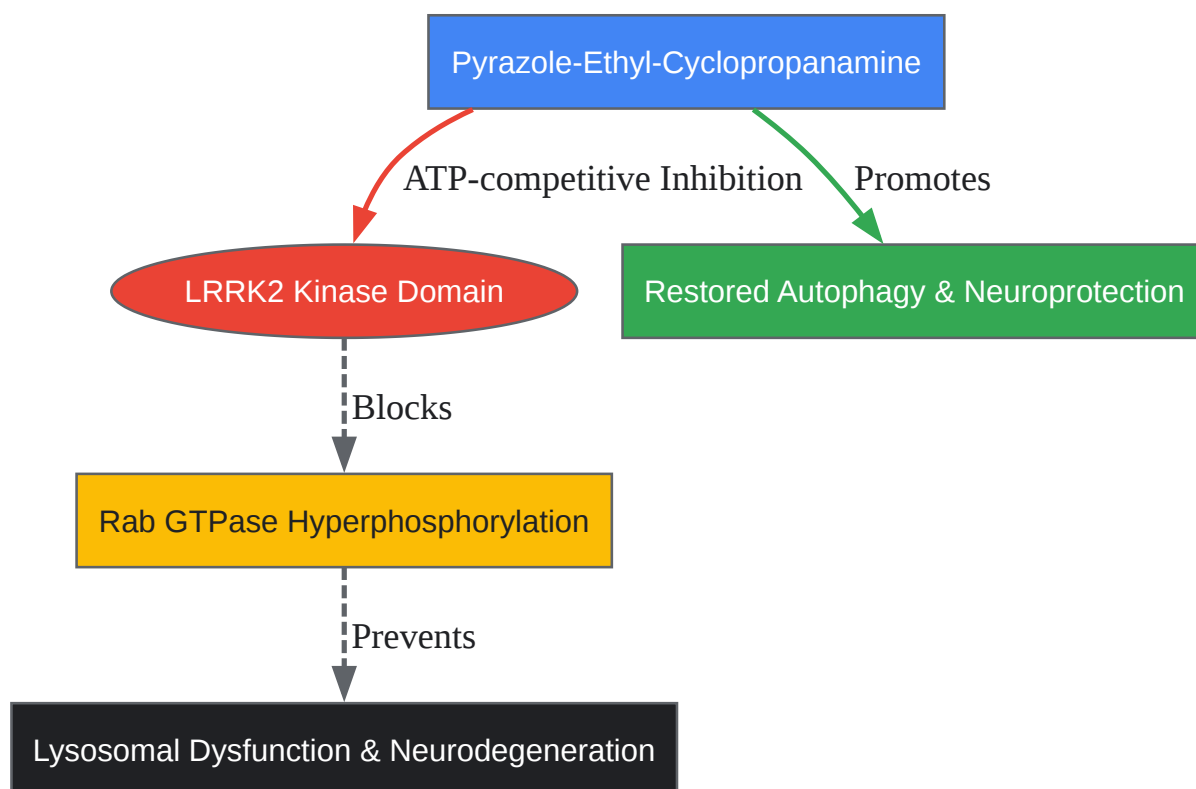 Pyrazole-Ethyl-Cyclopropanamine
ATP-competitive Inhibition
Promotes
LRRK2 Kinase Domain
Restored Autophagy & Neuroprotection
Blocks
Rab GTPase Hyperphosphorylation
Prevents
Lysosomal Dysfunction & Neurodegeneration